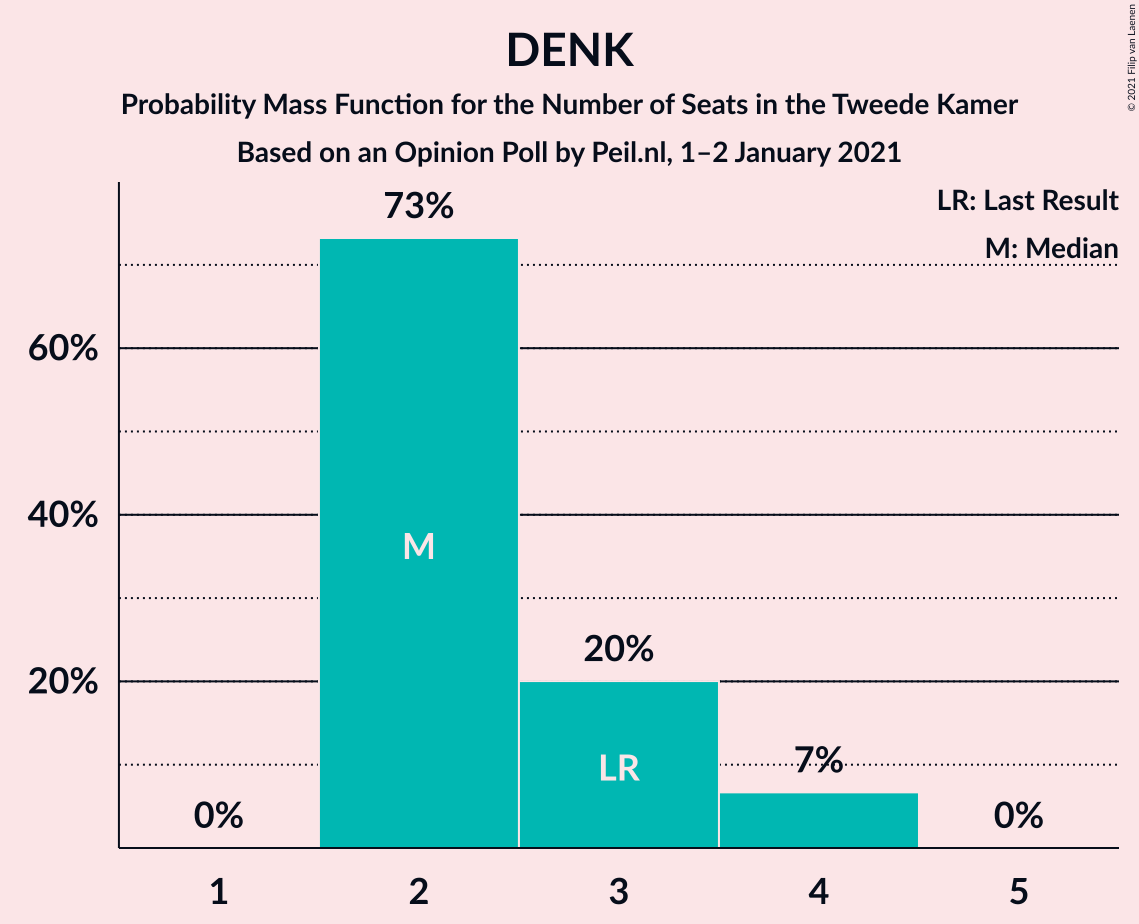 DENK
Probability Mass Function for the Number of Seats in the Tweede Kamer
Based on an Opinion Poll by Peil.nl, 1–2 January 2021
© 2021 Filip van Laenen
LR: Last Result
M: Median
73%
60%
40%
M
20%
20%
LR
7%
0%
0%
1
2
3
4
5